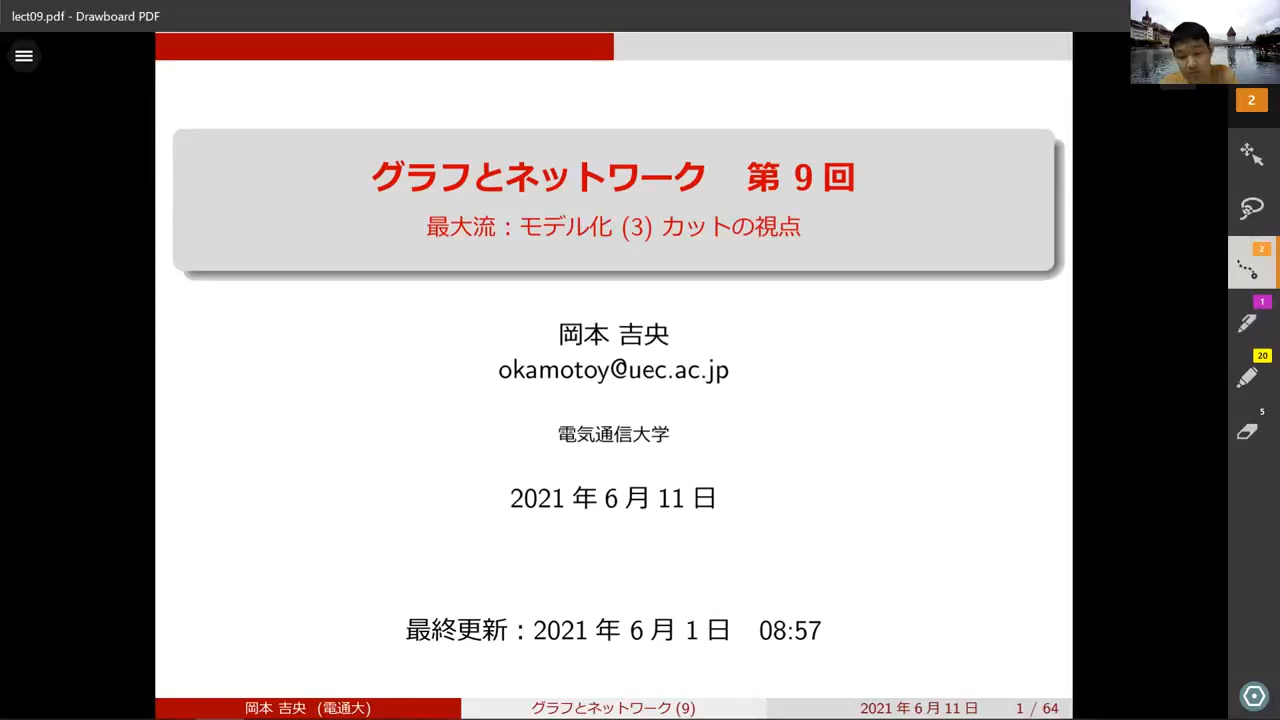 lect09.pdf - Drawboard PDF
グラフとネットワーク 第 9 回
最大流：モデル化 (3) カットの視点
岡本 吉央
okamotoy@uec.ac.jp
電気通信大学
2021 年 6 月 11 日
最終更新：2021 年 6 月 1 日 08:57
岡本 吉央 (電通大)
グラフとネットワーク (9)
2021 年 6 月 11 日
1 / 64
2
2
1
20
5